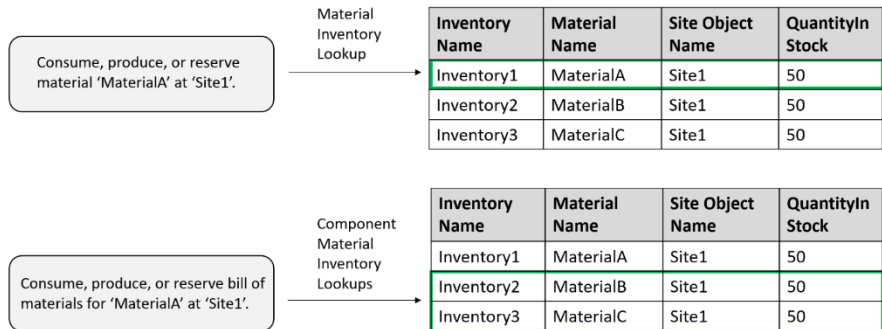 Consume, produce, or reserve
material ‘MaterialA’ at ‘Site1’.
Material
Inventory
Lookup
Inventory Name Material Name Site Object Name QuantityIn Stock
Inventory1 MaterialA Site1 50
Inventory2 MaterialB Site1 50
Inventory3 MaterialC Site1 50
Consume, produce, or reserve bill of
materials for ‘MaterialA’ at ‘Site1’.
Component
Material
Inventory
Lookups
Inventory Name Material Name Site Object Name QuantityIn Stock
Inventory1 MaterialA Site1 50
Inventory2 MaterialB Site1 50
Inventory3 MaterialC Site1 50